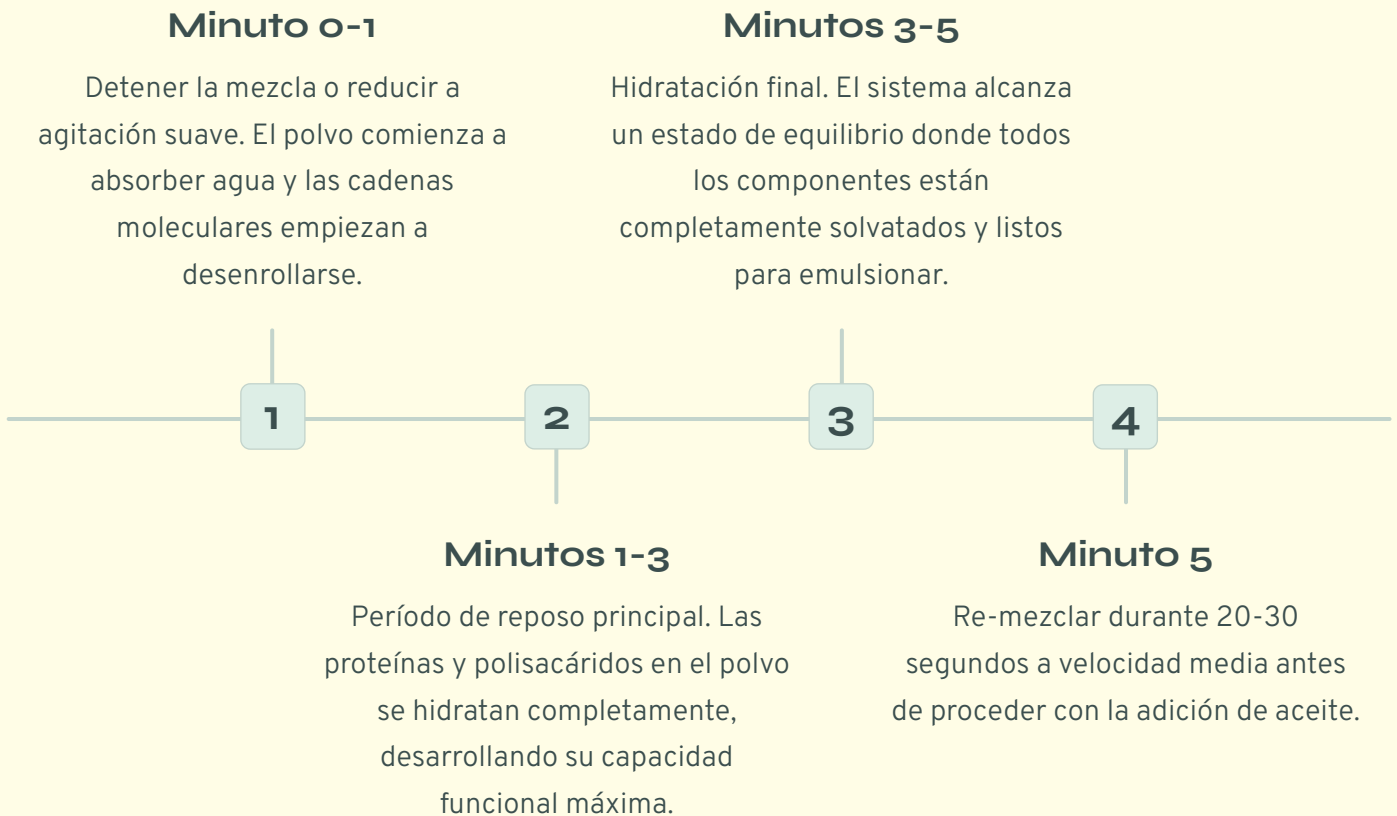 Minuto 0-1
Detener la mezcla o reducir a
agitación suave. El polvo comienza a
absorber agua y las cadenas
moleculares empiezan a
desenrollarse.
Minutos 3-5
Hidratación final. El sistema alcanza
un estado de equilibrio donde todos
los componentes están
completamente solvatados y listos
para emulsionar.
1
2
3
4
Minutos 1-3
Período de reposo principal. Las
proteínas y polisacáridos en el polvo
se hidratan completamente,
desarrollando su capacidad
funcional máxima.
Minuto 5
Re-mezclar durante 20-30
segundos a velocidad media antes
de proceder con la adición de aceite.